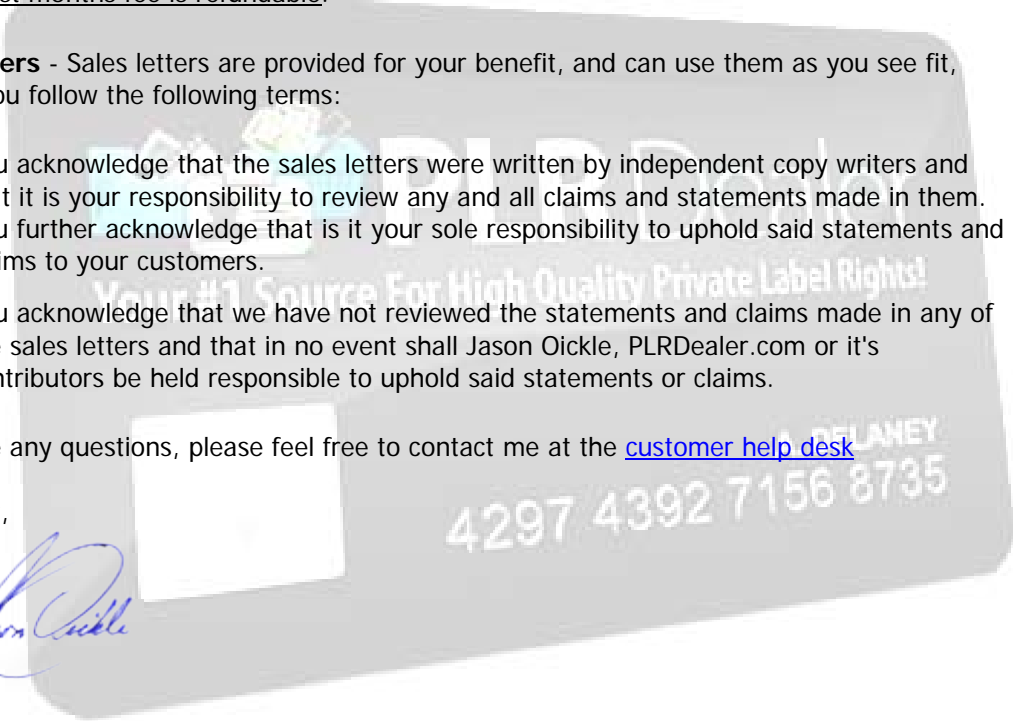 ers - Sales letters are provided for your benefit, and can use them as you see fit,
ou follow the following terms:
u acknowledge that the sales letters were written by independent copy writers and
t it is your responsibility to review any and all claims and statements made in them.
u further acknowledge that is it your sole responsibility to uphold said statements and
ims to your customers.
u acknowledge that we have not reviewed the statements and claims made in any of
e sales letters and that in no event shall Jason Oickle, PLRDealer.com or it's
ntributors be held responsible to uphold said statements or claims.
e any questions, please feel free to contact me at the customer help desk
,
PLRDealer
Your #1 Source For High Quality Private Label Rights!
DELANEY
4297 4392 7156 8735
on Oickle